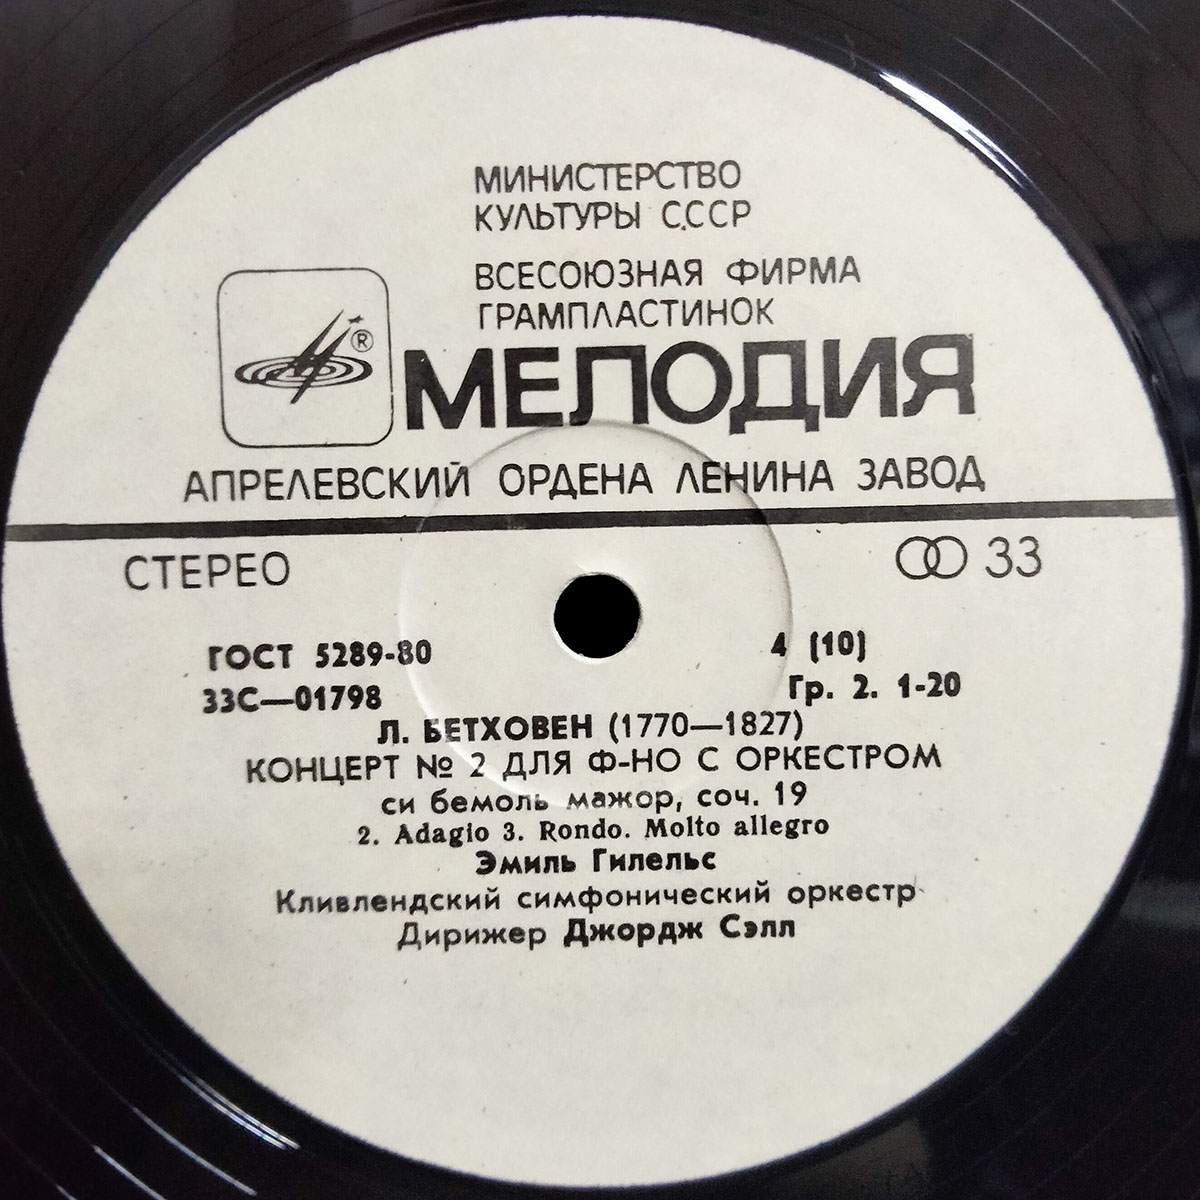 МИНИСТЕРСТВО
КУЛЬТУРЫ СССР
ВСЕСОЮЗНАЯ ФИРМА
ГРАМПЛАСТИНОК
®
МЕЛОДИЯ
АПРЕЛЕВСКИЙ ОРДЕНА ЛЕНИНА ЗАВОД
СТЕРЕО
33
ГОСТ 5289-80
4 (10)
33С—01798
Гр. 2. 1-20
Л. БЕТХОВЕН (1770—1827)
КОНЦЕРТ № 2 ДЛЯ Ф-НО С ОРКЕСТРОМ
си бемоль мажор, соч. 19
2. Adagio 3. Rondo. Molto allegro
Эмиль Гилельс
Кливлендский симфонический оркестр
Дирижер Джордж Сэлл